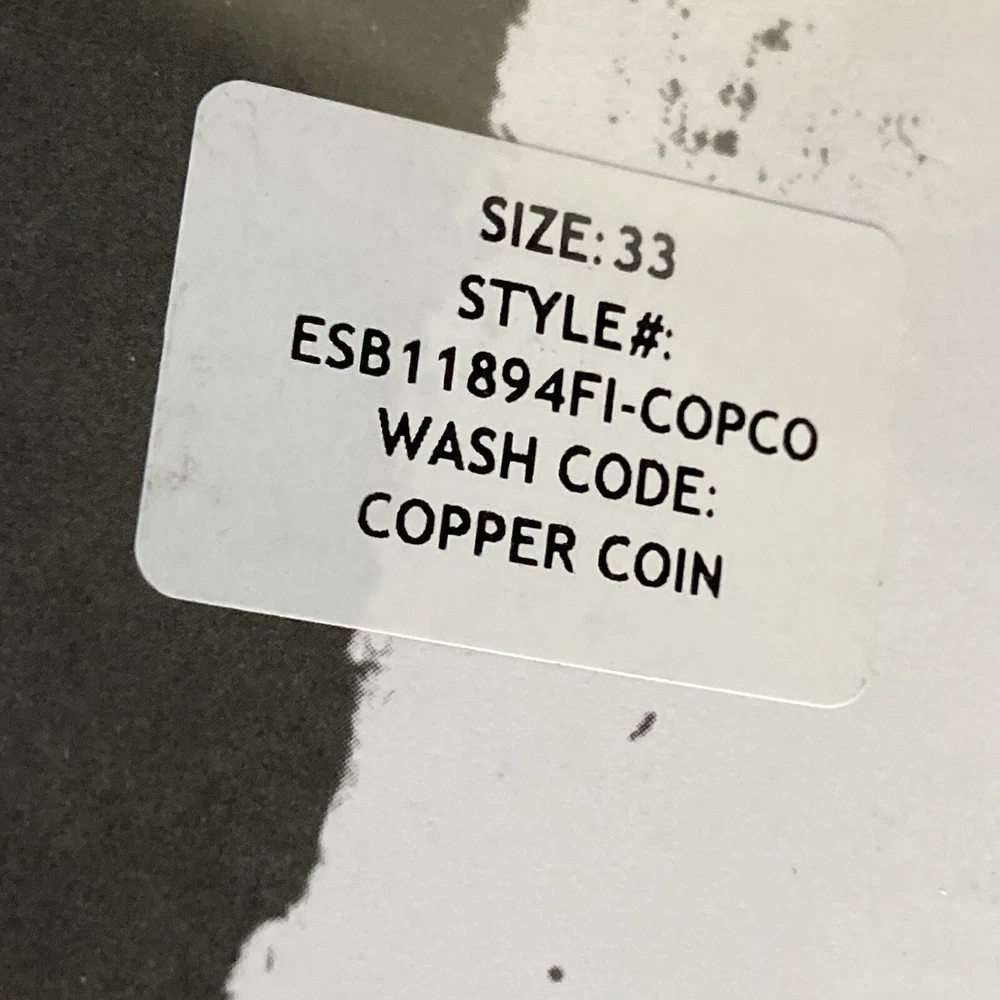 SIZE: 33
STYLE#:
ESB11894FI-COPCO
WASH CODE:
COPPER COIN